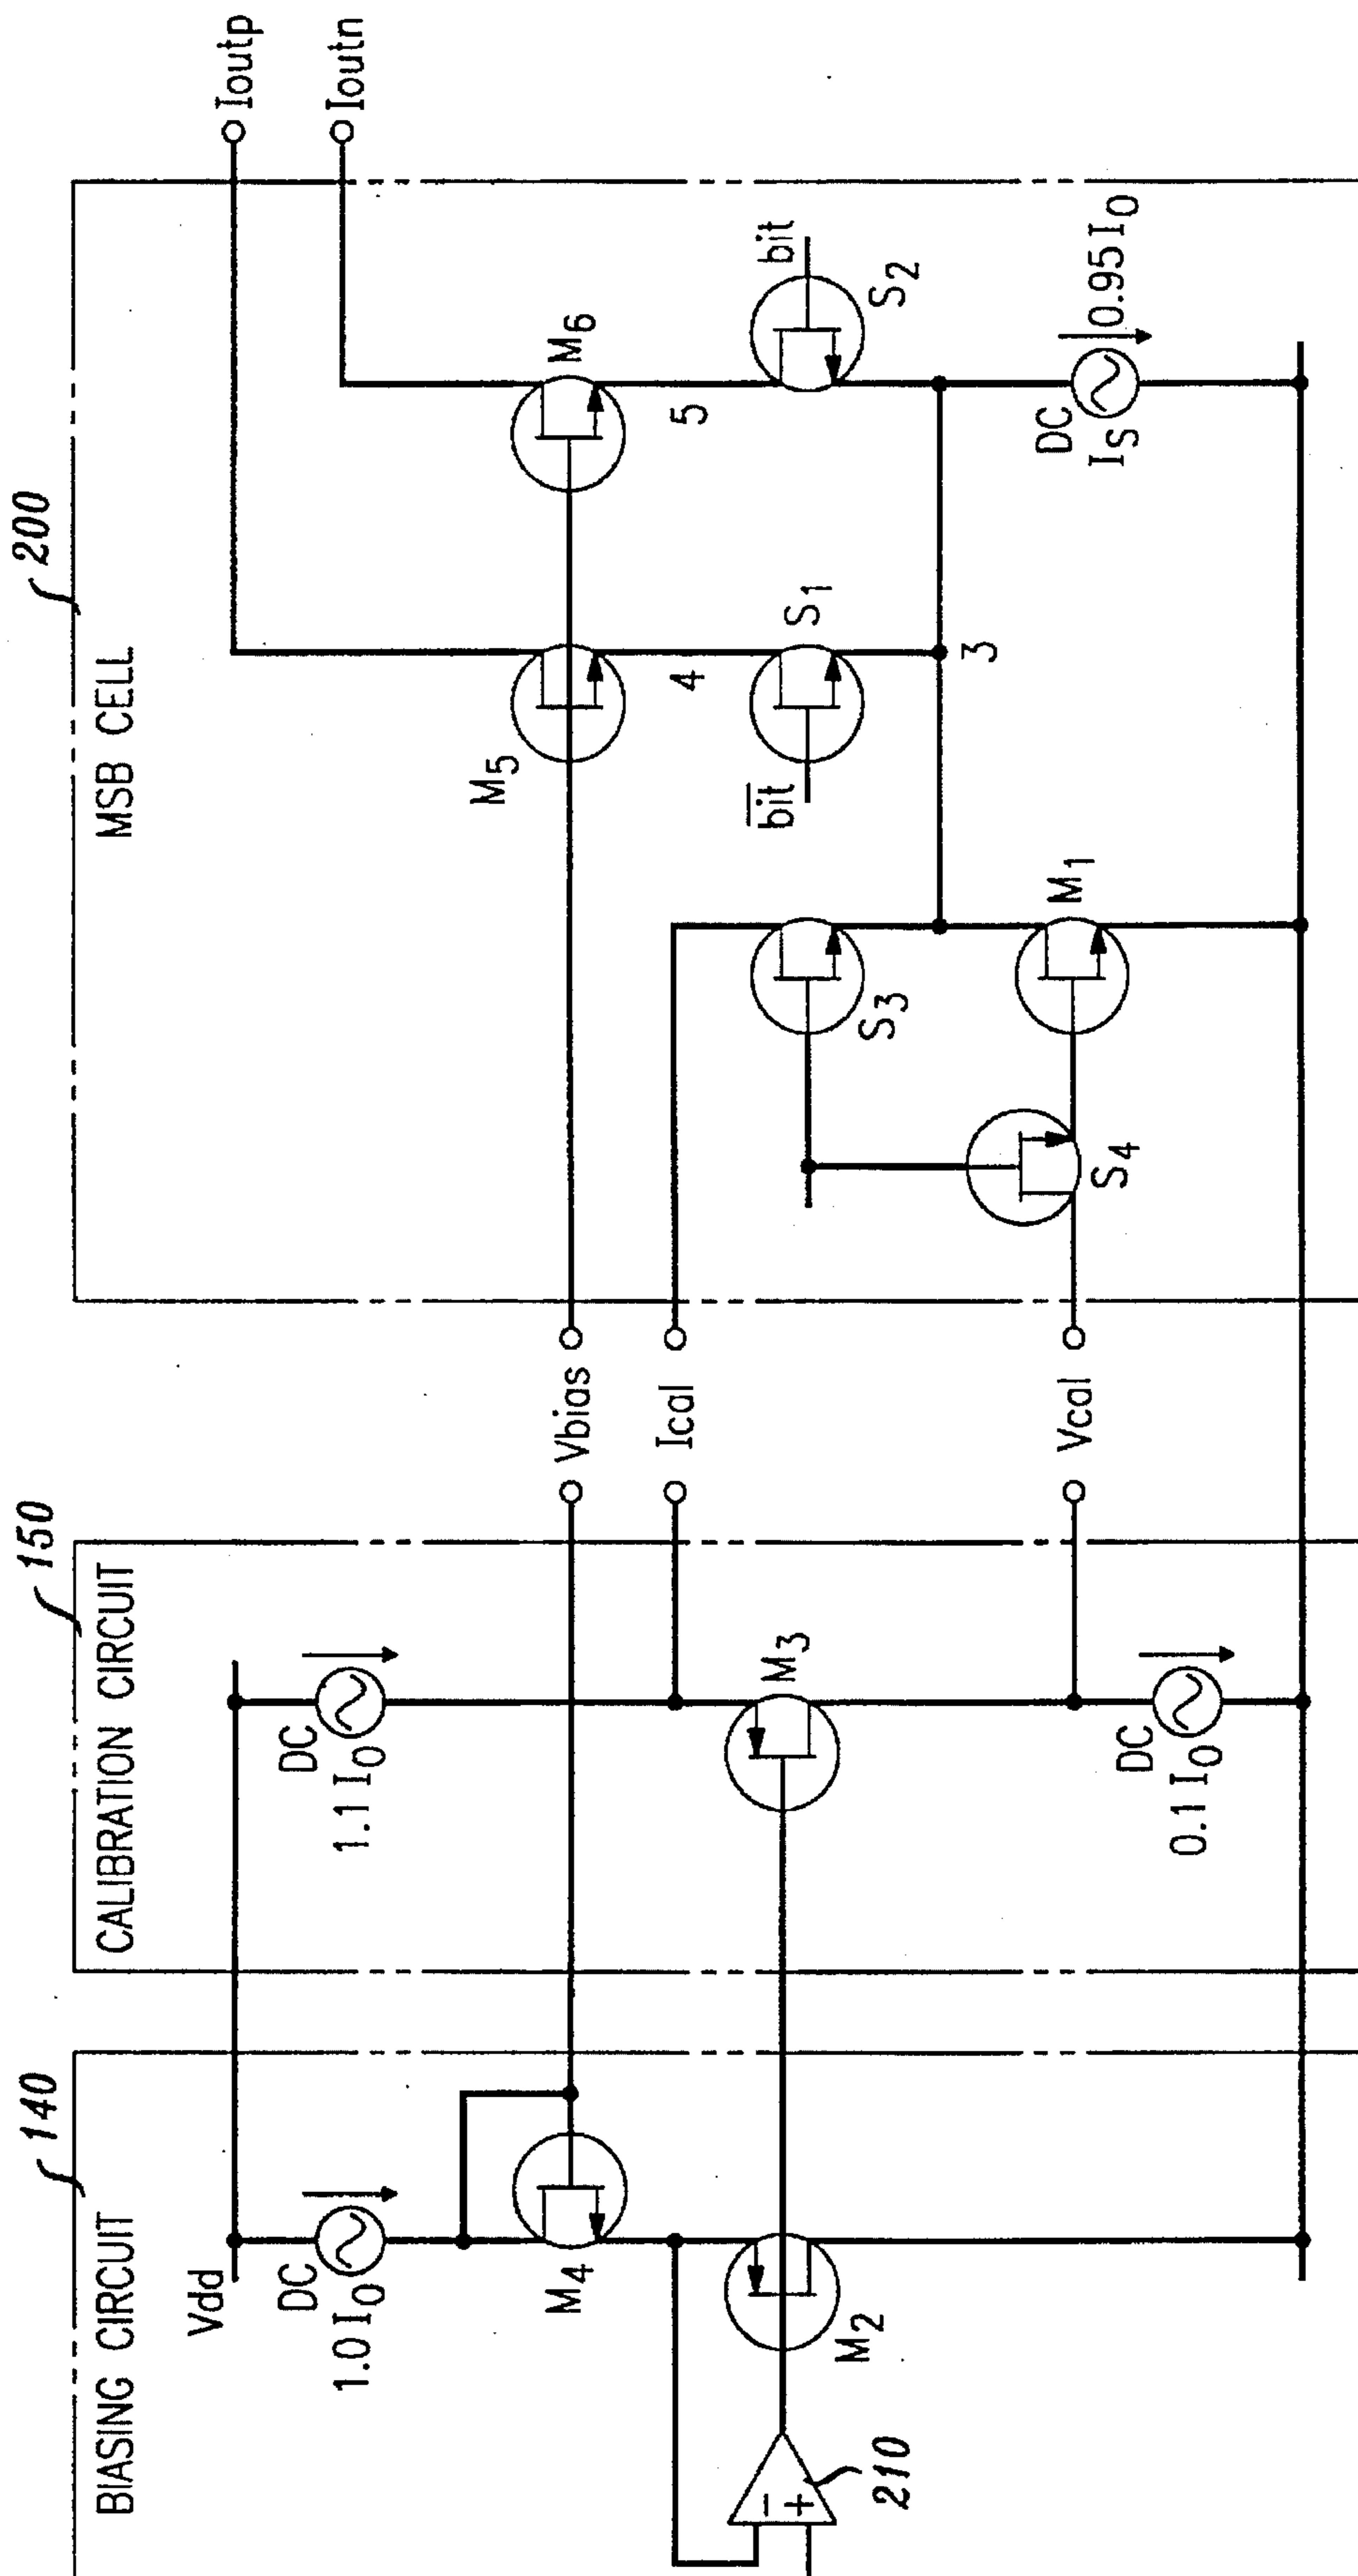 140
BIASING CIRCUIT
Vdd
DC
1.0 I0
M4
M2
−
+
210
150
CALIBRATION CIRCUIT
DC
1.1 I0
M3
DC
0.1 I0
Vbias
Ical
Vcal
200
MSB CELL
M5
M6
4
5
b̅i̅t̅
S1
bit
S2
S3
3
S4
M1
DC
IS
0.95 I0
Ioutp
Ioutn